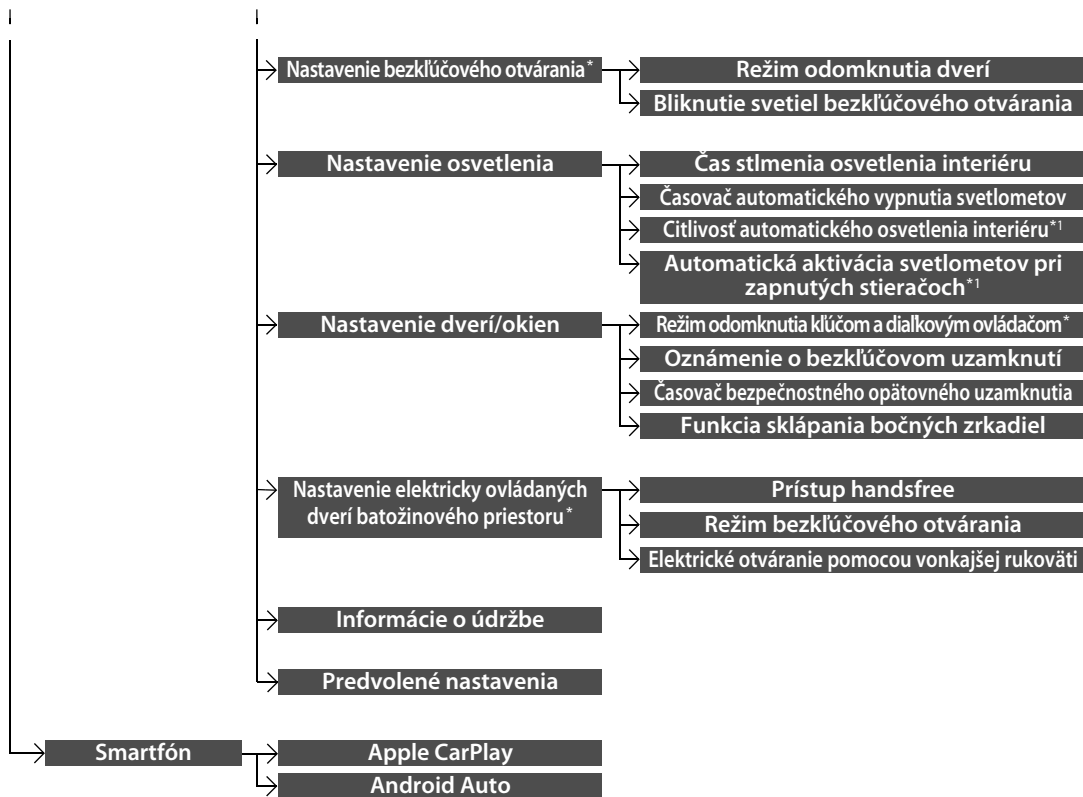 Nastavenie bezkľúčového otvárania*
Režim odomknutia dverí
Bliknutie svetiel bezkľúčového otvárania
Nastavenie osvetlenia
Čas stlmenia osvetlenia interiéru
Časovač automatického vypnutia svetlometov
Citlivosť automatického osvetlenia interiéru*1
Automatická aktivácia svetlometov pri
zapnutých stieračoch*1
Nastavenie dverí/okien
Režim odomknutia kľúčom a diaľkovým ovládačom*
Oznámenie o bezkľúčovom uzamknutí
Časovač bezpečnostného opätovného uzamknutia
Funkcia sklápania bočných zrkadiel
Nastavenie elektricky ovládaných
dverí batožinového priestoru*
Prístup handsfree
Režim bezkľúčového otvárania
Elektrické otváranie pomocou vonkajšej rukoväti
Informácie o údržbe
Predvolené nastavenia
Smartfón
Apple CarPlay
Android Auto